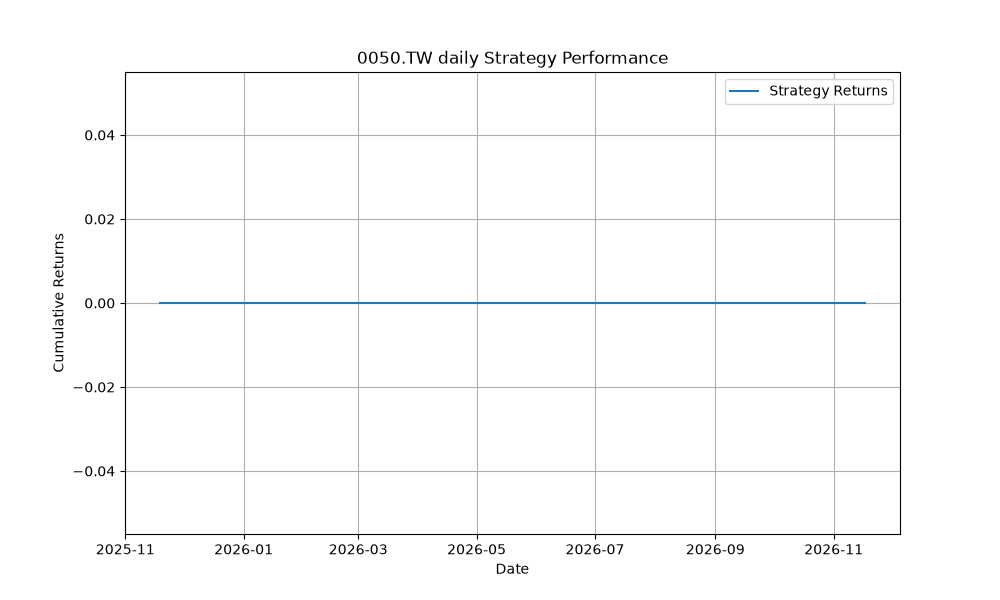 0050.TW daily Strategy Performance
Strategy Returns
Cumulative Returns
0.04
0.02
0.00
−0.02
−0.04
2025-11 2026-01 2026-03 2026-05 2026-07 2026-09 2026-11
Date